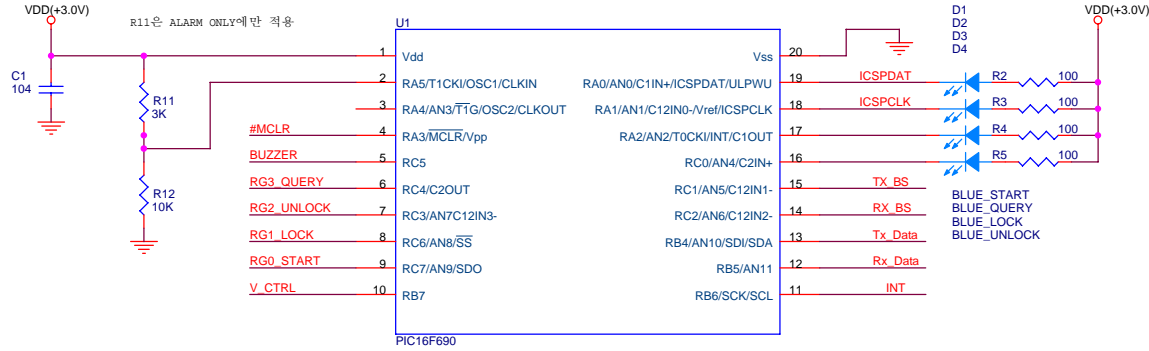 VDD(+3.0V)
R11은 ALARM ONLY에만 적용
U1
D1
D2
D3
D4
VDD(+3.0V)
C1
104
R11
3K
R12
10K
1 Vdd
2 RA5/T1CKI/OSC1/CLKIN
3 RA4/AN3/T1G/OSC2/CLKOUT
#MCLR 4 RA3/MCLR/Vpp
BUZZER 5 RC5
RG3_QUERY 6 RC4/C2OUT
RG2_UNLOCK 7 RC3/AN7C12IN3-
RG1_LOCK 8 RC6/AN8/SS
RG0_START 9 RC7/AN9/SDO
V_CTRL 10 RB7
Vss 20
RA0/AN0/C1IN+/ICSPDAT/ULPWU 19 ICSPDAT R2 100
RA1/AN1/C12IN0-/Vref/ICSPCLK 18 ICSPCLK R3 100
RA2/AN2/T0CKI/INT/C1OUT 17 R4 100
RC0/AN4/C2IN+ 16 R5 100
RC1/AN5/C12IN1- 15 TX_BS
RC2/AN6/C12IN2- 14 RX_BS
RB4/AN10/SDI/SDA 13 Tx_Data
RB5/AN11 12 Rx_Data
RB6/SCK/SCL 11 INT
BLUE_START
BLUE_QUERY
BLUE_LOCK
BLUE_UNLOCK
PIC16F690